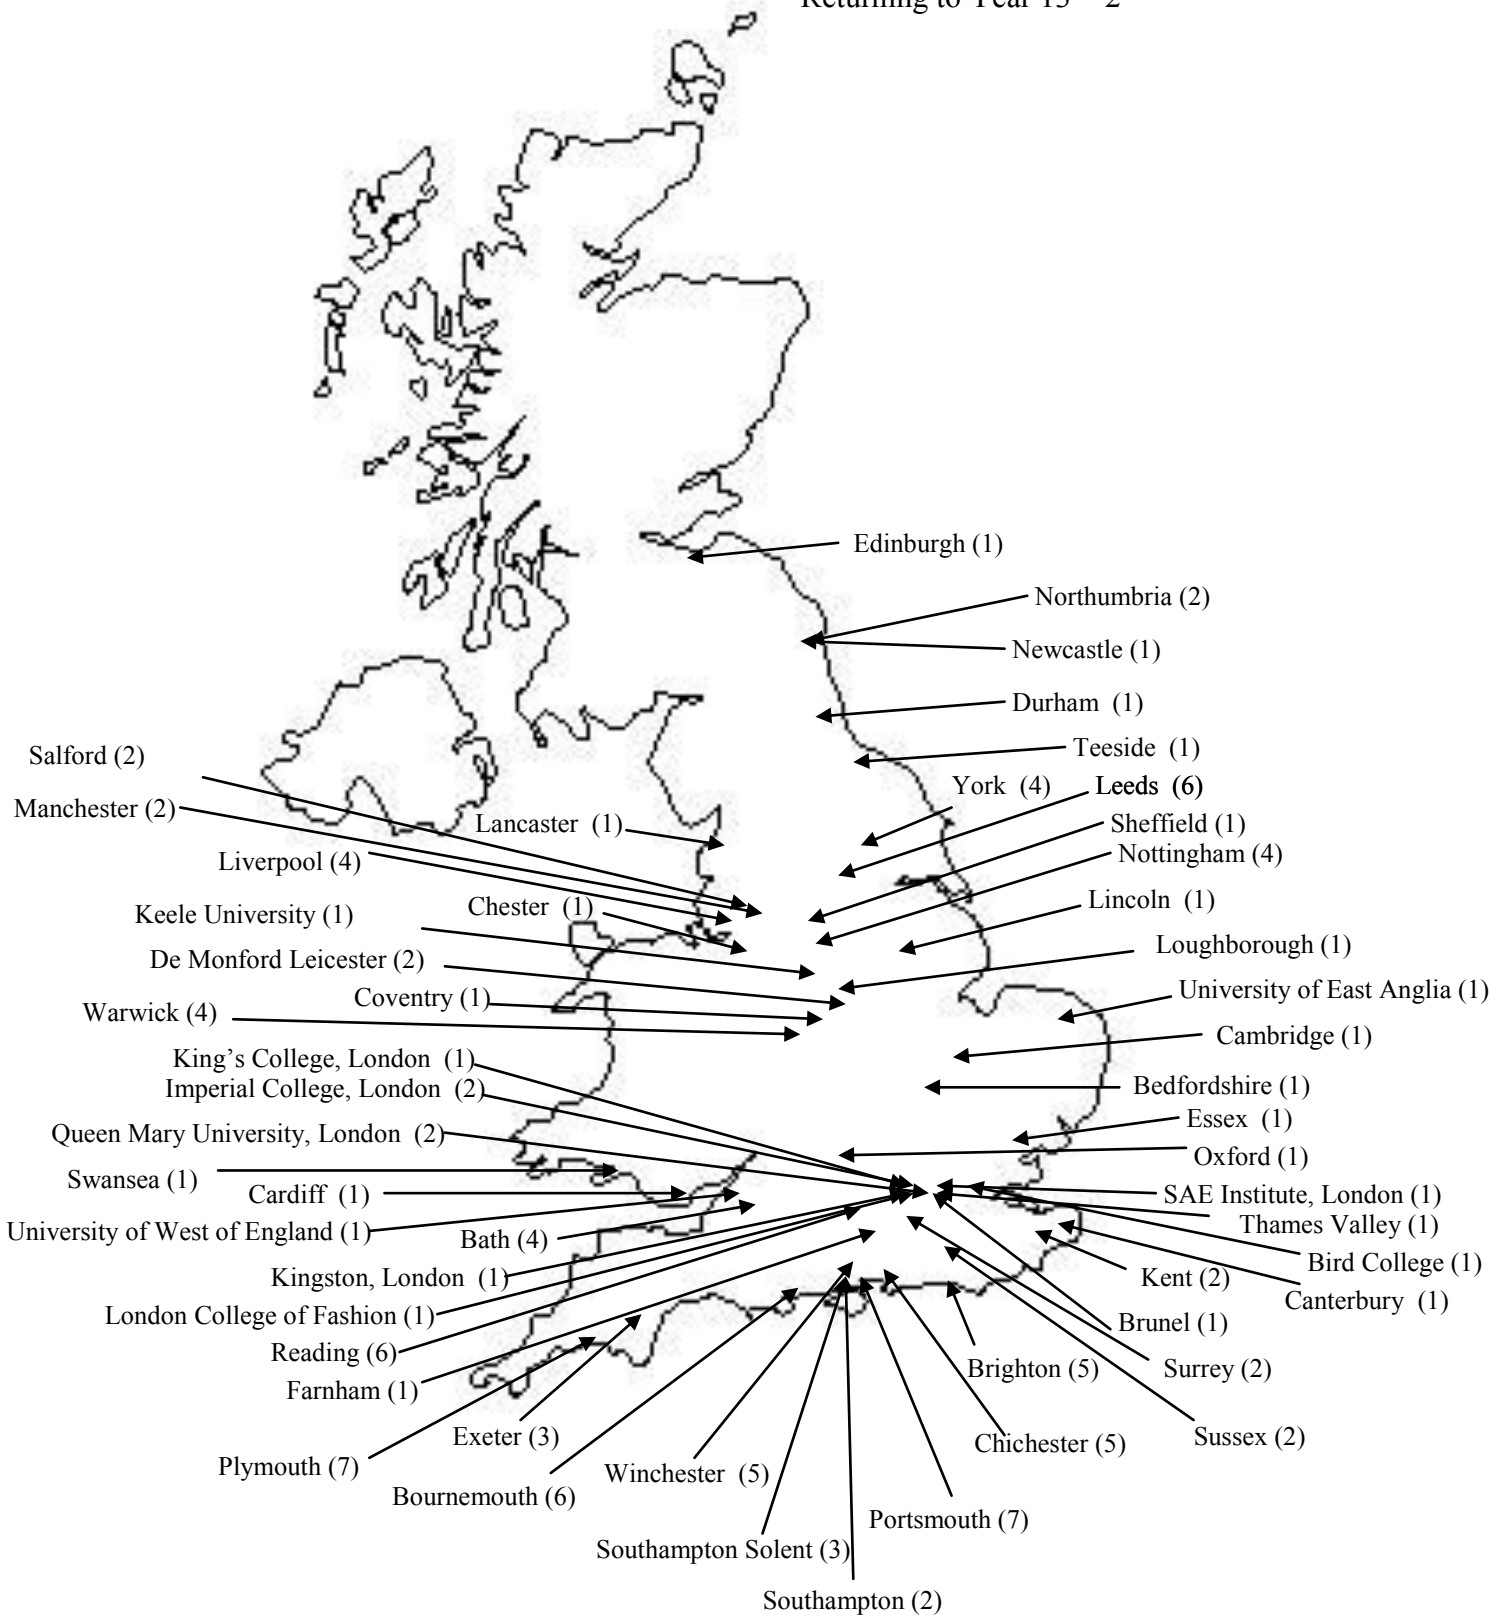 Returning to Year 13 – 2
Edinburgh (1)
Northumbria (2)
Newcastle (1)
Durham (1)
Teeside (1)
Salford (2)
York (4)
Leeds (6)
Manchester (2)
Lancaster (1)
Sheffield (1)
Nottingham (4)
Liverpool (4)
Lincoln (1)
Keele University (1)
Chester (1)
Loughborough (1)
De Monford Leicester (2)
University of East Anglia (1)
Coventry (1)
Warwick (4)
Cambridge (1)
King's College, London (1)
Imperial College, London (2)
Bedfordshire (1)
Essex (1)
Queen Mary University, London (2)
Oxford (1)
Swansea (1)
Cardiff (1)
SAE Institute, London (1)
Thames Valley (1)
University of West of England (1)
Bath (4)
Bird College (1)
Kingston, London (1)
Kent (2)
Canterbury (1)
London College of Fashion (1)
Brunel (1)
Reading (6)
Brighton (5)
Surrey (2)
Farnham (1)
Exeter (3)
Chichester (5)
Sussex (2)
Plymouth (7)
Winchester (5)
Bournemouth (6)
Portsmouth (7)
Southampton Solent (3)
Southampton (2)